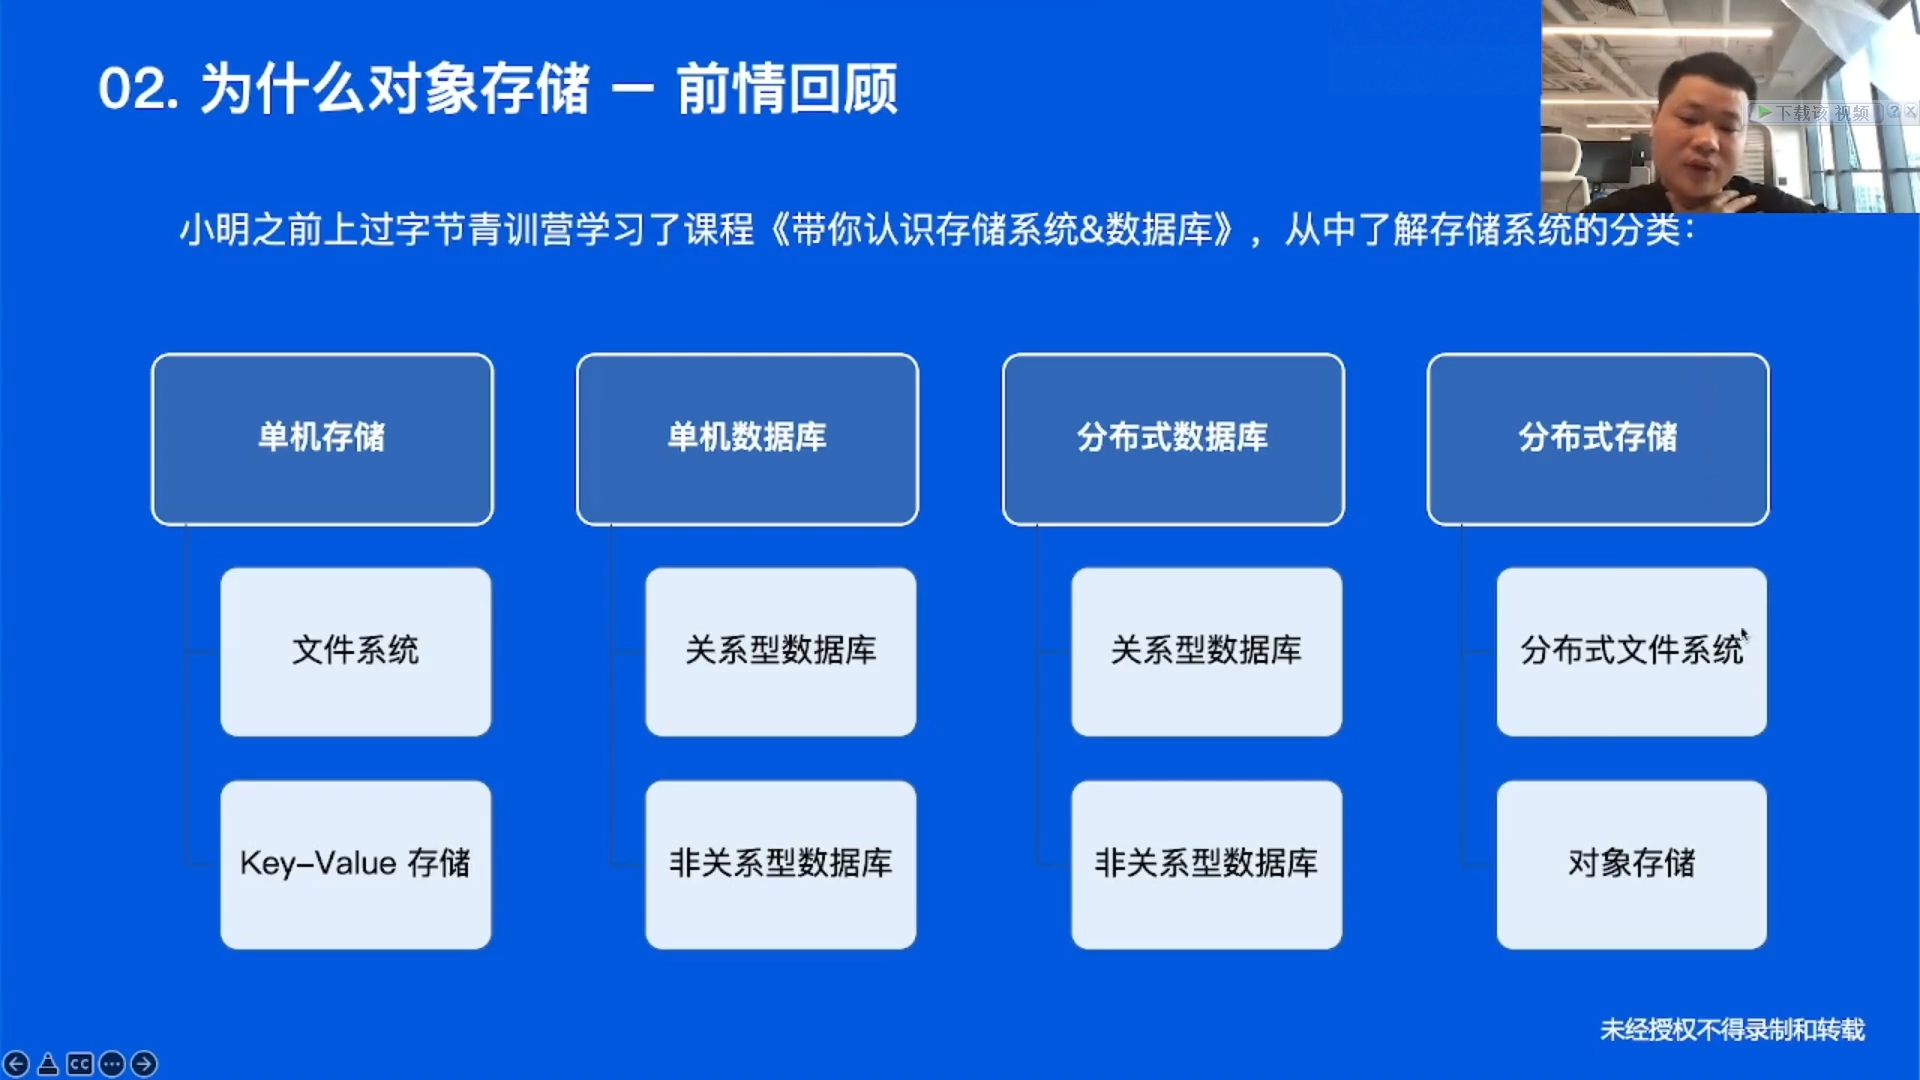 02. 为什么对象存储 – 前情回顾
下载该 视频
小明之前上过字节青训营学习了课程《带你认识存储系统&数据库》，从中了解存储系统的分类：
单机存储
单机数据库
分布式数据库
分布式存储
文件系统
关系型数据库
关系型数据库
分布式文件系统
Key–Value 存储
非关系型数据库
非关系型数据库
对象存储
未经授权不得录制和转载
CC